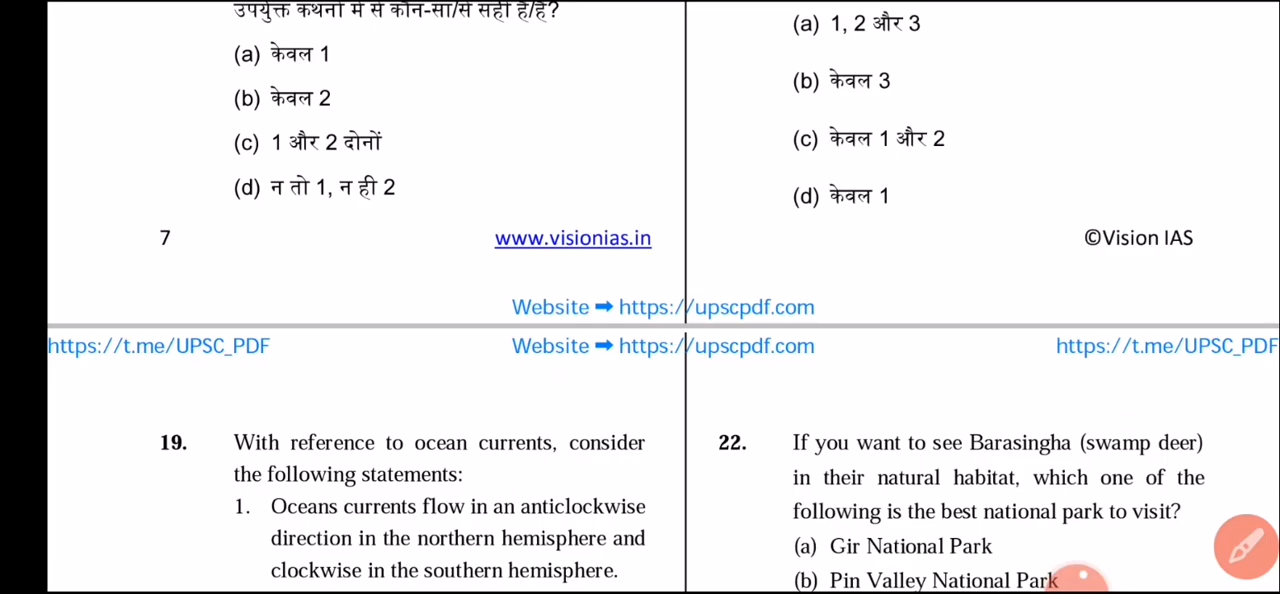 उपर्युक्त कथनों में से कौन-सा/से सही है/हैं?
(a) केवल 1
(b) केवल 2
(c) 1 और 2 दोनों
(d) न तो 1, न ही 2
(a) 1, 2 और 3
(b) केवल 3
(c) केवल 1 और 2
(d) केवल 1
7 www.visionias.in ©Vision IAS
Website ➡ https://upscpdf.com
https://t.me/UPSC_PDF Website ➡ https://upscpdf.com https://t.me/UPSC_PDF
19. With reference to ocean currents, consider
the following statements:
1. Oceans currents flow in an anticlockwise
direction in the northern hemisphere and
clockwise in the southern hemisphere.
22. If you want to see Barasingha (swamp deer)
in their natural habitat, which one of the
following is the best national park to visit?
(a) Gir National Park
(b) Pin Valley National Park